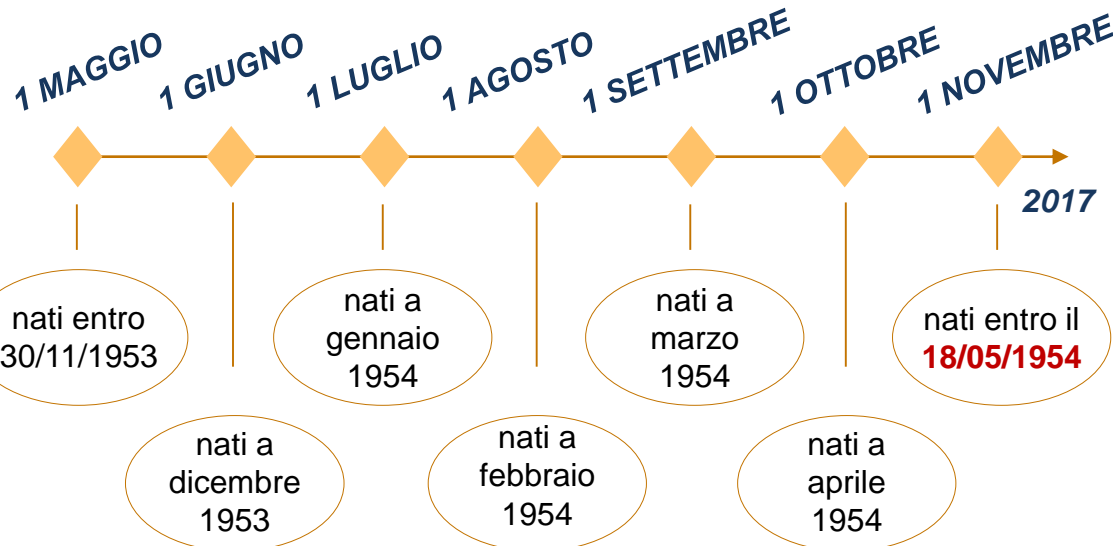 1 MAGGIO
1 GIUGNO
1 LUGLIO
1 AGOSTO
1 SETTEMBRE
1 OTTOBRE
1 NOVEMBRE
2017
nati entro
30/11/1953
nati a
dicembre
1953
nati a
gennaio
1954
nati a
febbraio
1954
nati a
marzo
1954
nati a
aprile
1954
nati entro il
18/05/1954